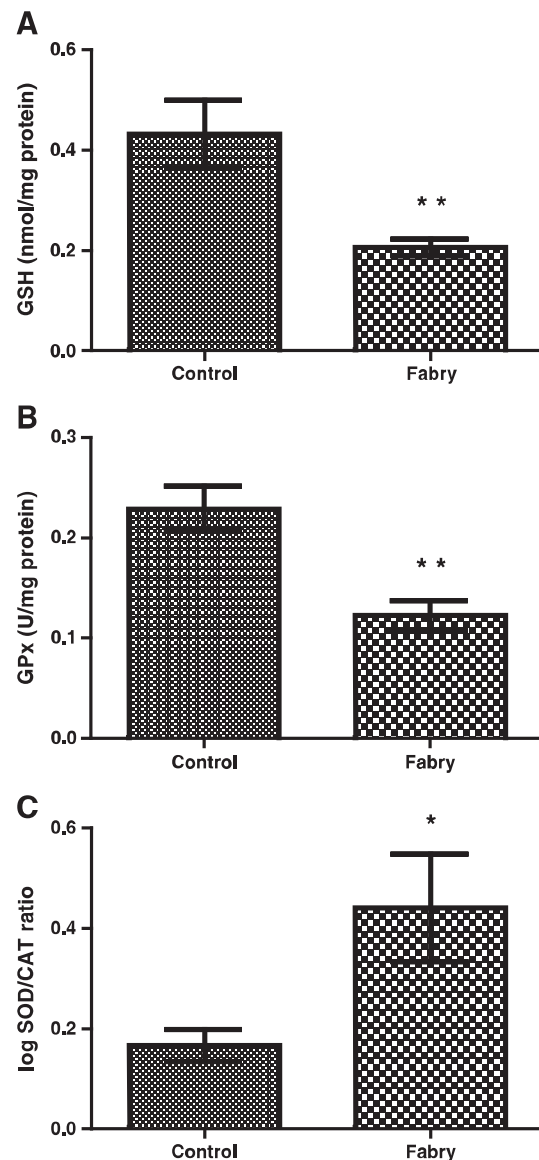 A
GSH (nmol/mg protein)
0.6
0.4
0.2
0.0
* *
Control
Fabry
B
GPx (U/mg protein)
0.3
0.2
0.1
0.0
* *
Control
Fabry
C
log SOD/CAT ratio
0.6
0.4
0.2
0.0
*
Control
Fabry